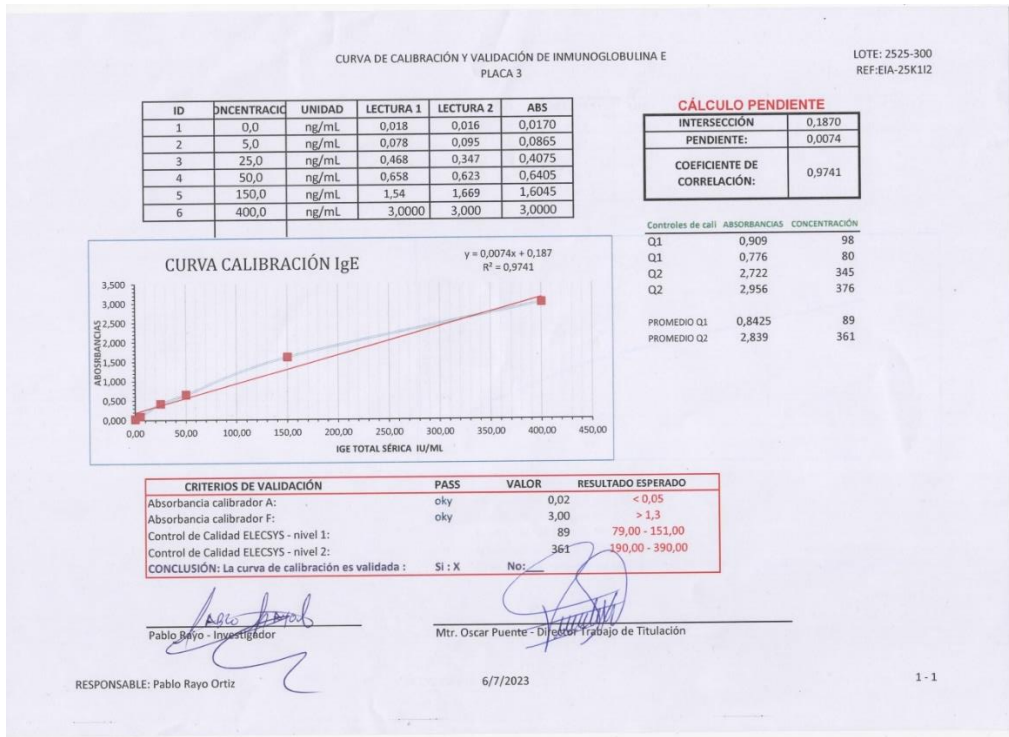 CURVA DE CALIBRACIÓN Y VALIDACIÓN DE INMUNOGLOBULINA E
PLACA 3
LOTE: 2525-300
REF:EIA-25K1I2
ID ONCENTRACIO UNIDAD LECTURA 1 LECTURA 2 ABS
1 0,0 ng/mL 0,018 0,016 0,0170
2 5,0 ng/mL 0,078 0,095 0,0865
3 25,0 ng/mL 0,468 0,347 0,4075
4 50,0 ng/mL 0,658 0,623 0,6405
5 150,0 ng/mL 1,54 1,669 1,6045
6 400,0 ng/mL 3,0000 3,000 3,0000
CÁLCULO PENDIENTE
INTERSECCIÓN 0,1870
PENDIENTE: 0,0074
COEFICIENTE DE
CORRELACIÓN: 0,9741
Controles de cali ABSORBANCIAS CONCENTRACIÓN
Q1 0,909 98
Q1 0,776 80
Q2 2,722 345
Q2 2,956 376
PROMEDIO Q1 0,8425 89
PROMEDIO Q2 2,839 361
CURVA CALIBRACIÓN IgE
y = 0,0074x + 0,187
R² = 0,9741
ABOSRBANCIAS
3,500
3,000
2,500
2,000
1,500
1,000
0,500
0,000
0,00 50,00 100,00 150,00 200,00 250,00 300,00 350,00 400,00 450,00
IGE TOTAL SÉRICA IU/ML
CRITERIOS DE VALIDACIÓN PASS VALOR RESULTADO ESPERADO
Absorbancia calibrador A: oky 0,02 < 0,05
Absorbancia calibrador F: oky 3,00 > 1,3
Control de Calidad ELECSYS - nivel 1: 89 79,00 - 151,00
Control de Calidad ELECSYS - nivel 2: 361 190,00 - 390,00
CONCLUSIÓN: La curva de calibración es validada : Si : X No:___
Pablo Rayo - Investigador
Mtr. Oscar Puente - Director Trabajo de Titulación
RESPONSABLE: Pablo Rayo Ortiz
6/7/2023
1 - 1